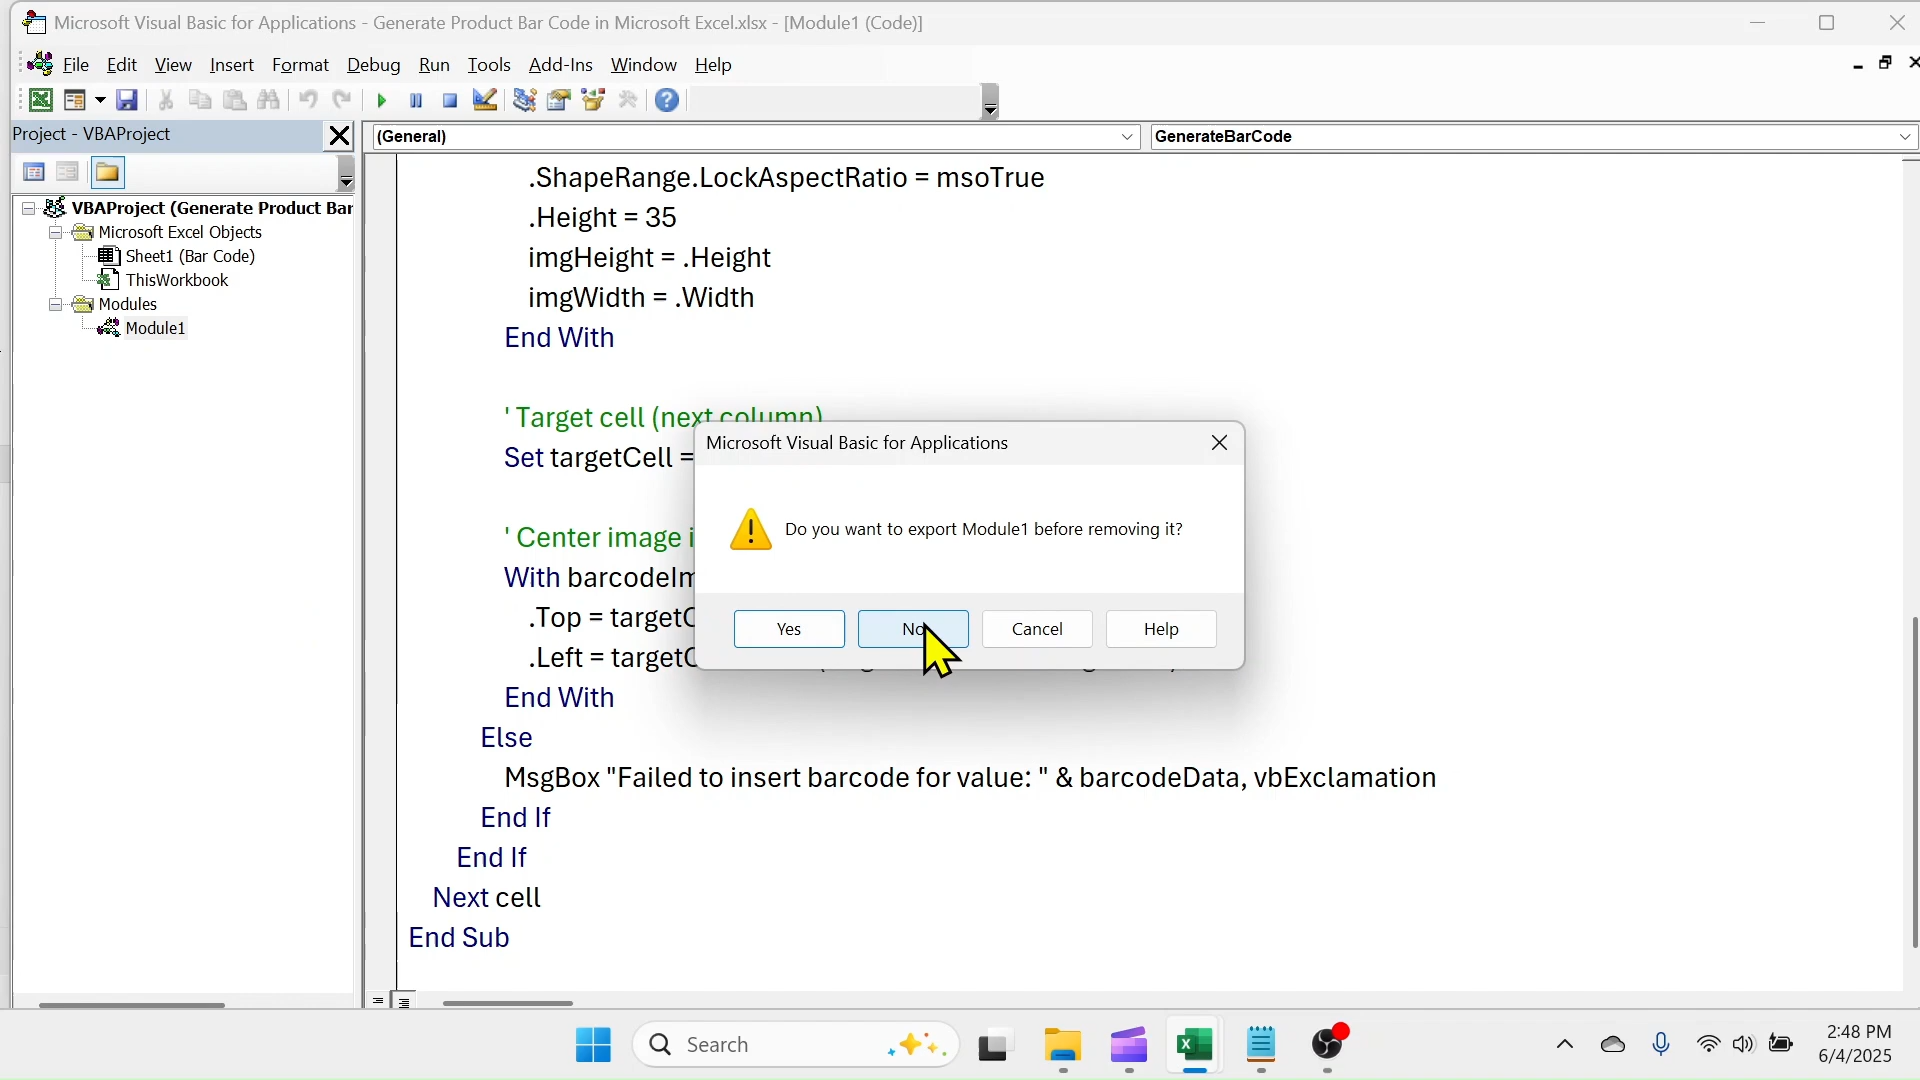 Microsoft Visual Basic for Applications - Generate Product Bar Code in Microsoft Excel.xlsx - [Module1 (Code)]
File Edit View Insert Format Debug Run Tools Add-Ins Window Help
Project - VBAProject
(General)
GenerateBarCode
VBAProject (Generate Product Bar
Microsoft Excel Objects
Sheet1 (Bar Code)
ThisWorkbook
Modules
Module1
.ShapeRange.LockAspectRatio = msoTrue
.Height = 35
imgHeight = .Height
imgWidth = .Width
End With
' Target cell (next column)
Set targetCell =
' Center image i
With barcodeIm
.Top = targetC
.Left = targetC
End With
Else
MsgBox "Failed to insert barcode for value: " & barcodeData, vbExclamation
End If
End If
Next cell
End Sub
Microsoft Visual Basic for Applications
Do you want to export Module1 before removing it?
Yes No Cancel Help
Search
2:48 PM
6/4/2025